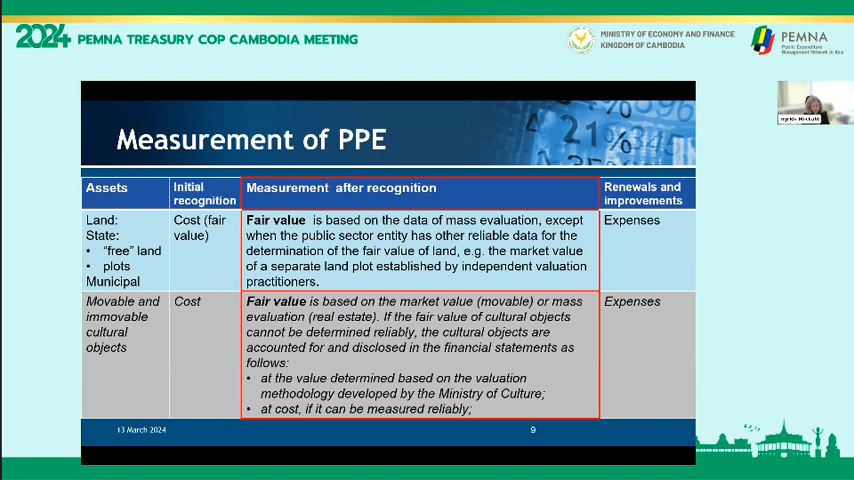 2024 PEMNA TREASURY COP CAMBODIA MEETING
MINISTRY OF ECONOMY AND FINANCE
KINGDOM OF CAMBODIA
PEMNA
Public Expenditure
Management Network in Asia
Measurement of PPE
Assets
Initial
recognition
Measurement after recognition
Renewals and
improvements
Land:
State:
• “free” land
• plots
Municipal
Cost (fair
value)
Fair value is based on the data of mass evaluation, except
when the public sector entity has other reliable data for the
determination of the fair value of land, e.g. the market value
of a separate land plot established by independent valuation
practitioners.
Expenses
Movable and
immovable
cultural
objects
Cost
Fair value is based on the market value (movable) or mass
evaluation (real estate). If the fair value of cultural objects
cannot be determined reliably, the cultural objects are
accounted for and disclosed in the financial statements as
follows:
• at the value determined based on the valuation
methodology developed by the Ministry of Culture;
• at cost, if it can be measured reliably;
Expenses
13 March 2024
9